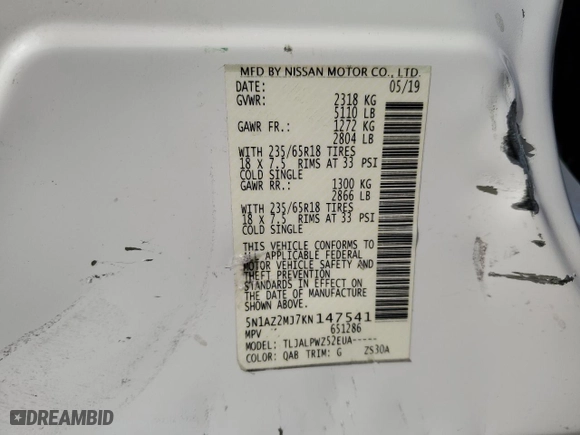 MFD BY NISSAN MOTOR CO., LTD.
DATE: 05/19
GVWR: 2318 KG
5110 LB
GAWR FR.: 1272 KG
2804 LB
WITH 235/65R18 TIRES
18 X 7.5 RIMS AT 33 PSI
COLD SINGLE
GAWR RR.: 1300 KG
2866 LB
WITH 235/65R18 TIRES
18 X 7.5 RIMS AT 33 PSI
COLD SINGLE
THIS VEHICLE CONFORMS TO
ALL APPLICABLE FEDERAL
MOTOR VEHICLE SAFETY AND
THEFT PREVENTION
STANDARDS IN EFFECT ON
THE DATE OF MANUFACTURE
SHOWN ABOVE.
5N1AZ2MJ7KN147541
MPV 651286
MODEL: TLJALPWZ52EUA-----
COLOR: QAB TRIM: G ZS30A
DREAMBID